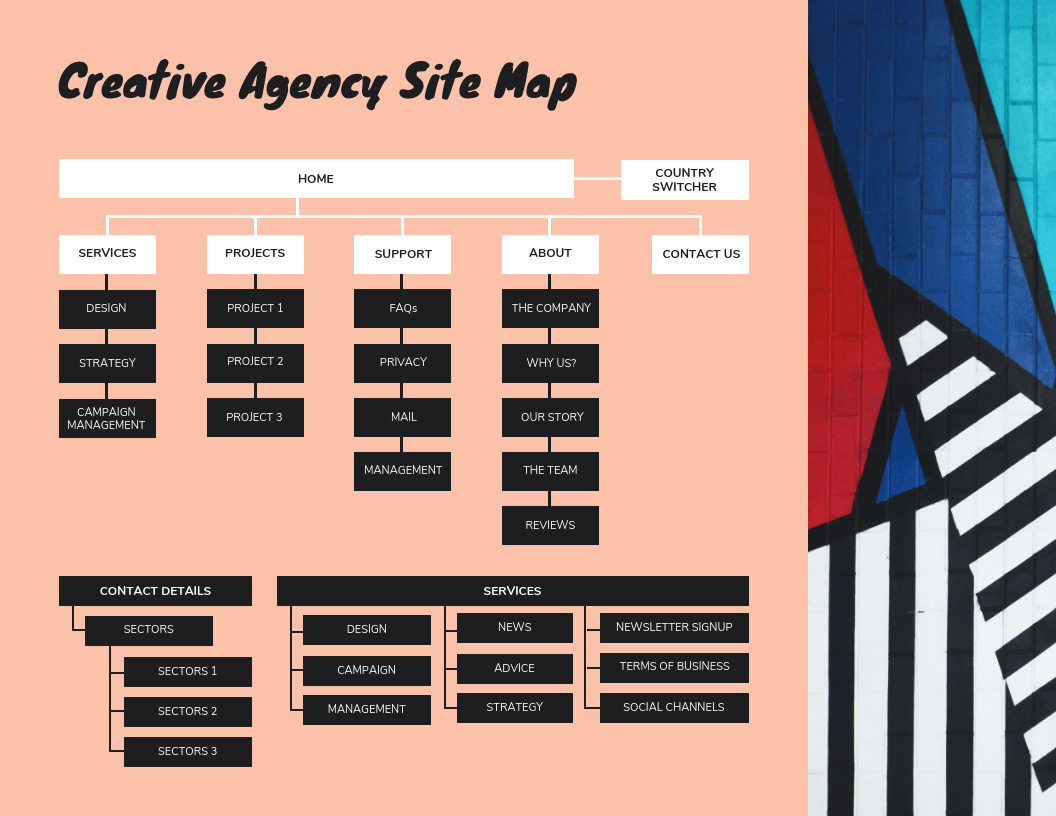 Creative Agency Site Map
HOME
COUNTRY
SWITCHER
SERVICES
PROJECTS
SUPPORT
ABOUT
CONTACT US
DESIGN
STRATEGY
CAMPAIGN
MANAGEMENT
PROJECT 1
PROJECT 2
PROJECT 3
FAQs
PRIVACY
MAIL
MANAGEMENT
THE COMPANY
WHY US?
OUR STORY
THE TEAM
REVIEWS
CONTACT DETAILS
SECTORS
SECTORS 1
SECTORS 2
SECTORS 3
SERVICES
DESIGN
CAMPAIGN
MANAGEMENT
NEWS
ADVICE
STRATEGY
NEWSLETTER SIGNUP
TERMS OF BUSINESS
SOCIAL CHANNELS